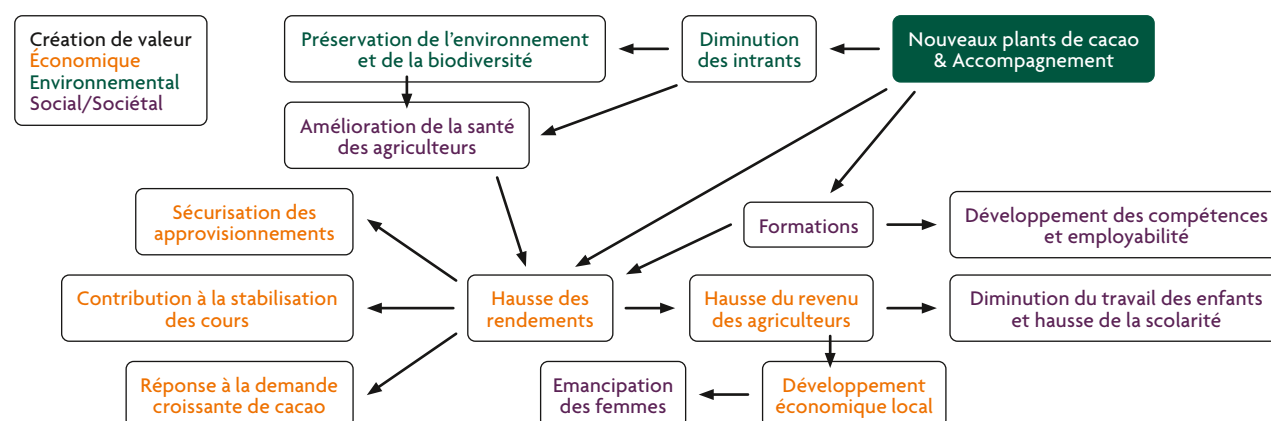 Création de valeur
Économique
Environnemental
Social/Sociétal
Préservation de l’environnement
et de la biodiversité
Diminution
des intrants
Nouveaux plants de cacao
& Accompagnement
Amélioration de la santé
des agriculteurs
Sécurisation des
approvisionnements
Formations
Développement des compétences
et employabilité
Contribution à la stabilisation
des cours
Hausse des
rendements
Hausse du revenu
des agriculteurs
Diminution du travail des enfants
et hausse de la scolarité
Réponse à la demande
croissante de cacao
Emancipation
des femmes
Développement
économique local